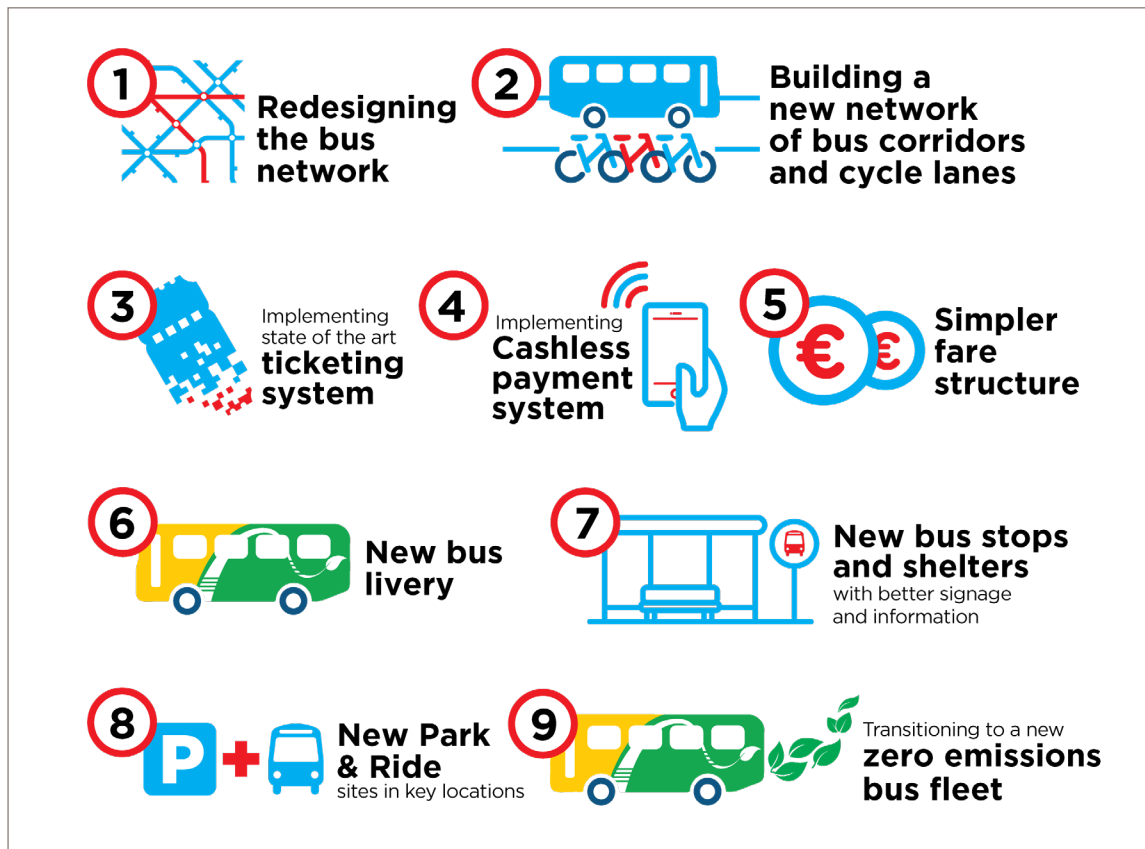 1
Redesigning
the bus
network
2
Building a
new network
of bus corridors
and cycle lanes
3
Implementing
state of the art
ticketing
system
4
Implementing
Cashless
payment
system
5
€
€
Simpler
fare
structure
6
New bus
livery
7
New bus stops
and shelters
with better signage
and information
8
P
New Park
& Ride
sites in key locations
9
Transitioning to a new
zero emissions
bus fleet